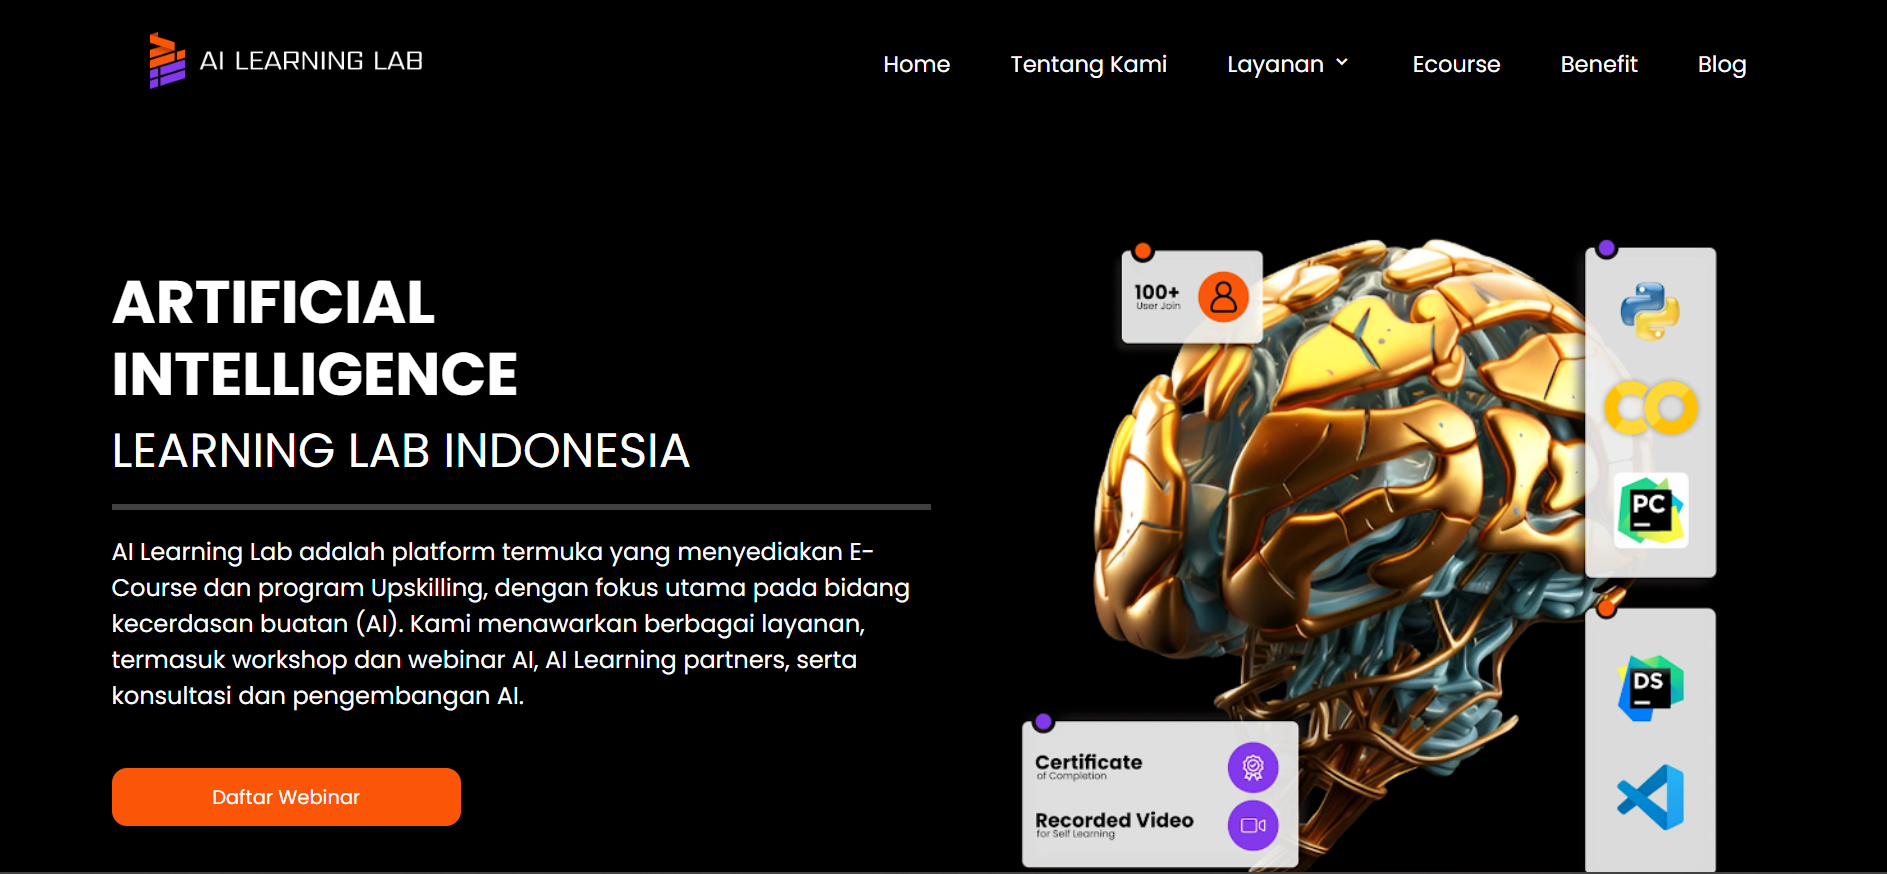 AI LEARNING LAB
Home
Tentang Kami
Layanan
Ecourse
Benefit
Blog
ARTIFICIAL
INTELLIGENCE
LEARNING LAB INDONESIA
AI Learning Lab adalah platform termuka yang menyediakan E-
Course dan program Upskilling, dengan fokus utama pada bidang
kecerdasan buatan (AI). Kami menawarkan berbagai layanan,
termasuk workshop dan webinar AI, AI Learning partners, serta
konsultasi dan pengembangan AI.
Daftar Webinar
100+
User Join
PC
DS
Certificate
of Completion
Recorded Video
for Self Learning